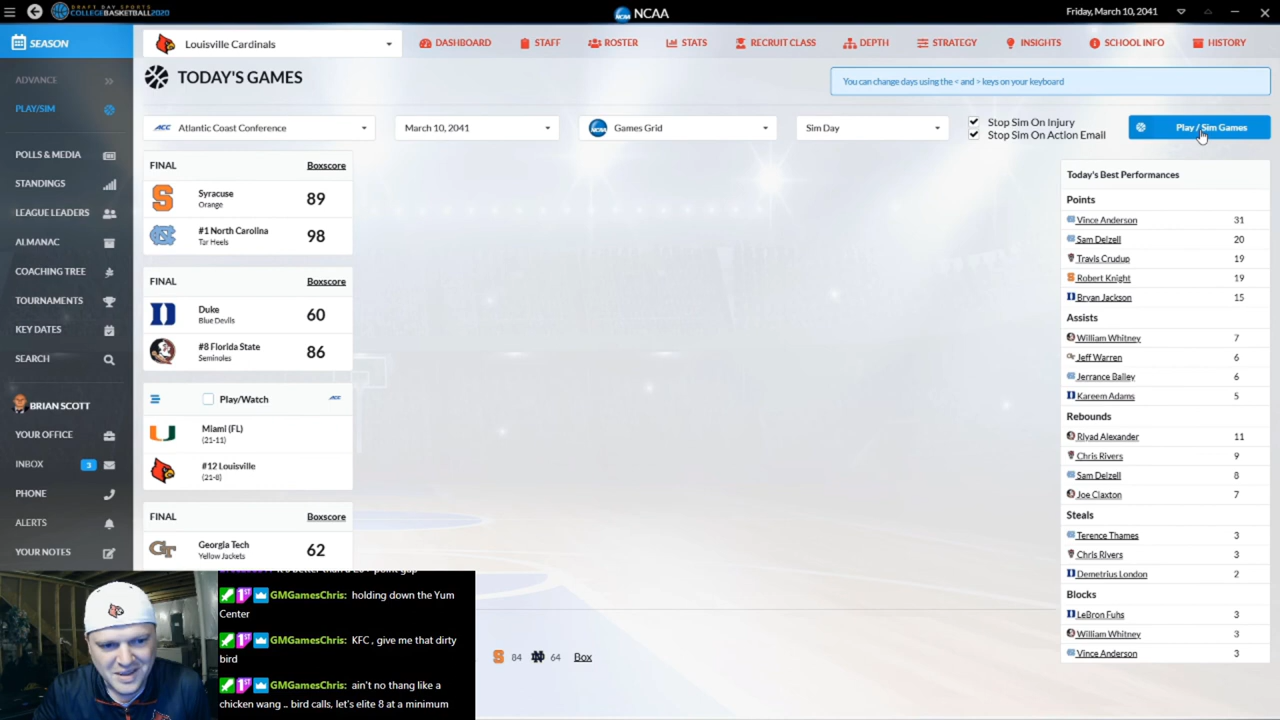 DRAFT DAY SPORTS
COLLEGE BASKETBALL 2020
NCAA
Friday, March 10, 2041
SEASON
Louisville Cardinals
DASHBOARD
STAFF
ROSTER
STATS
RECRUIT CLASS
DEPTH
STRATEGY
INSIGHTS
SCHOOL INFO
HISTORY
TODAY'S GAMES
You can change days using the < and > keys on your keyboard
ADVANCE
PLAY/SIM
POLLS & MEDIA
STANDINGS
LEAGUE LEADERS
ALMANAC
COACHING TREE
TOURNAMENTS
KEY DATES
SEARCH
BRIAN SCOTT
YOUR OFFICE
INBOX 3
PHONE
ALERTS
YOUR NOTES
ACC Atlantic Coast Conference
March 10, 2041
Games Grid
Sim Day
Stop Sim On Injury
Stop Sim On Action Email
Play / Sim Games
FINAL Boxscore
Syracuse 89
Orange
#1 North Carolina 98
Tar Heels
FINAL Boxscore
Duke 60
Blue Devils
#8 Florida State 86
Seminoles
Play/Watch ACC
Miami (FL)
(21-11)
#12 Louisville
(21-8)
FINAL Boxscore
Georgia Tech 62
Yellow Jackets
Today's Best Performances
Points
Vince Anderson 31
Sam Delzell 20
Travis Crudup 19
Robert Knight 19
Bryan Jackson 15
Assists
William Whitney 7
Jeff Warren 6
Jerrance Bailey 6
Kareem Adams 5
Rebounds
Riyad Alexander 11
Chris Rivers 9
Sam Delzell 8
Joe Claxton 7
Steals
Terence Thames 3
Chris Rivers 3
Demetrius London 2
Blocks
LeBron Fuhs 3
William Whitney 3
Vince Anderson 3
GMGamesChris: holding down the Yum
Center
GMGamesChris: KFC , give me that dirty
bird
GMGamesChris: ain't no thang like a
chicken wang .. bird calls, let's elite 8 at a minimum
84 64 Box